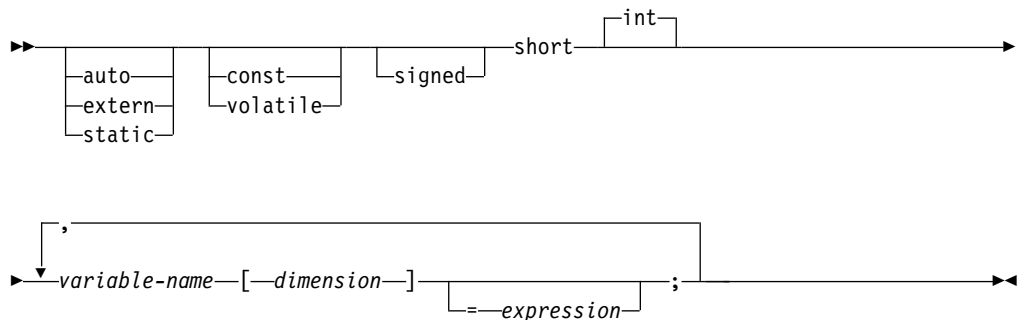 int
short
auto const signed
extern volatile
static
,
variable-name [ dimension ] ;
= expression